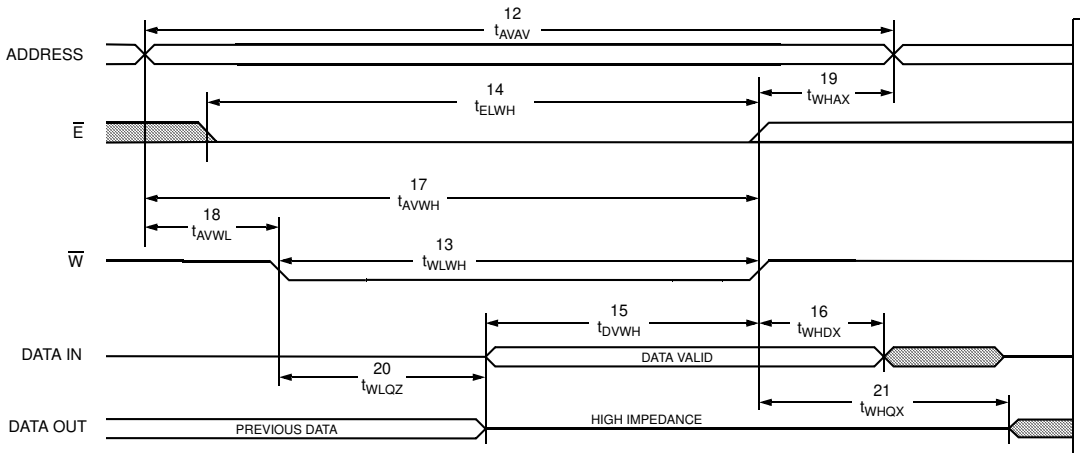 12
tAVAV
ADDRESS
19
tWHAX
14
tELWH
E
17
tAVWH
18
tAVWL
13
tWLWH
W
15
tDVWH
16
tWHDX
DATA IN
DATA VALID
20
tWLQZ
21
tWHQX
DATA OUT
PREVIOUS DATA
HIGH IMPEDANCE